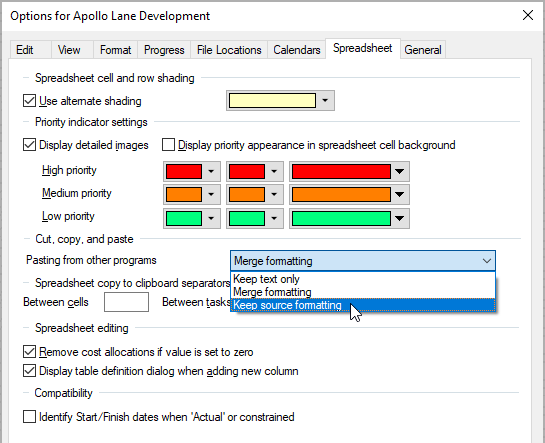 Options for Apollo Lane Development
Edit View Format Progress File Locations Calendars Spreadsheet General
Spreadsheet cell and row shading
Use alternate shading
Priority indicator settings
Display detailed images Display priority appearance in spreadsheet cell background
High priority
Medium priority
Low priority
Cut, copy, and paste
Pasting from other programs Merge formatting
Keep text only
Merge formatting
Keep source formatting
Spreadsheet copy to clipboard separators
Between cells Between tasks
Spreadsheet editing
Remove cost allocations if value is set to zero
Display table definition dialog when adding new column
Compatibility
Identify Start/Finish dates when 'Actual' or constrained